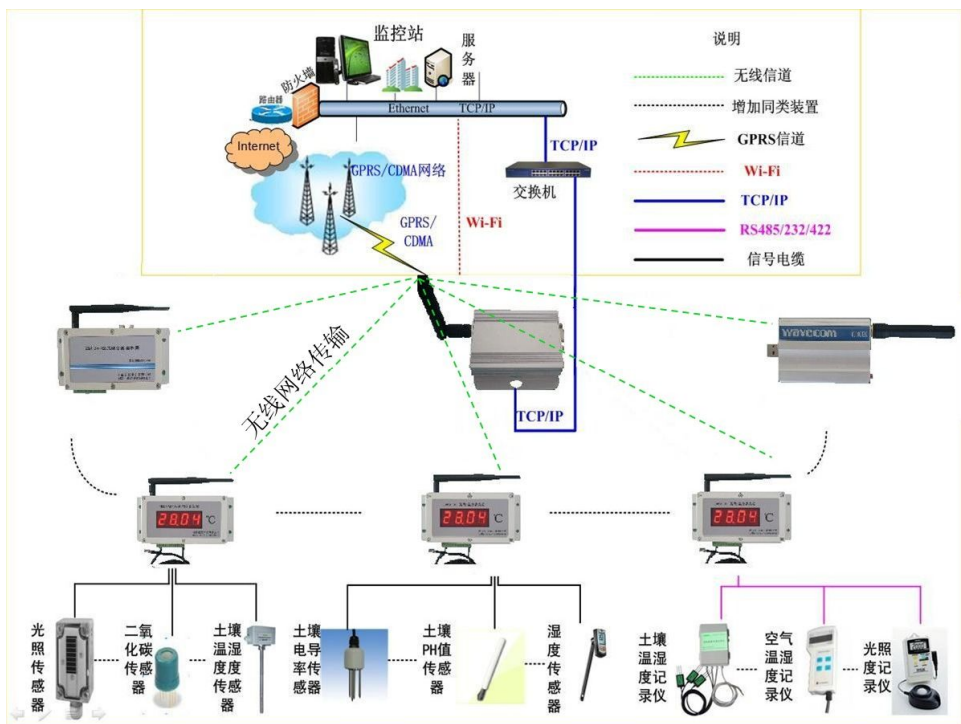 监控站
服务器
防火墙
路由器
Ethernet TCP/IP
Internet
GPRS/CDMA网络
GPRS/
CDMA
Wi-Fi
TCP/IP
交换机
说明
无线信道
增加同类装置
GPRS信道
Wi-Fi
TCP/IP
RS485/232/422
信号电缆
无线网络传输
wavecom
TCP/IP
28.04 ℃
28.04 ℃
28.04 ℃
光照传感器
二氧化碳传感器
土壤温湿度传感器
土壤电导率传感器
土壤PH值传感器
湿度传感器
土壤温湿度记录仪
空气温湿度记录仪
光照度记录仪